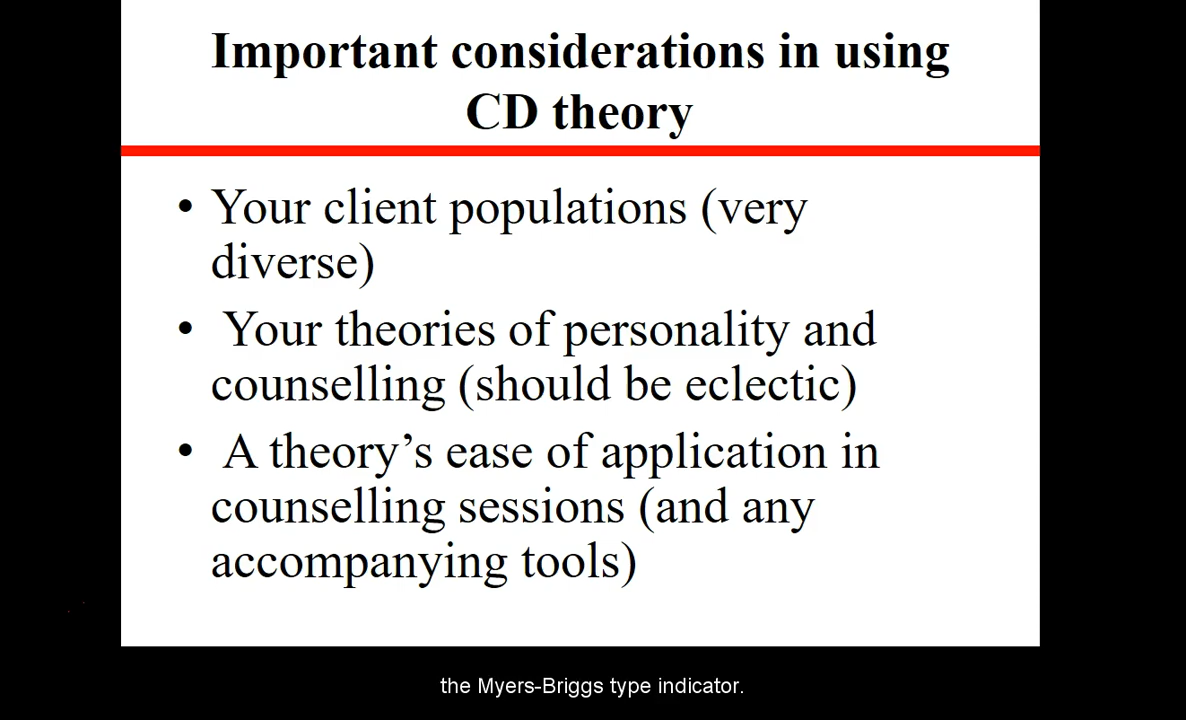 Important considerations in using
CD theory
• Your client populations (very
diverse)
• Your theories of personality and
counselling (should be eclectic)
• A theory’s ease of application in
counselling sessions (and any
accompanying tools)
the Myers-Briggs type indicator.